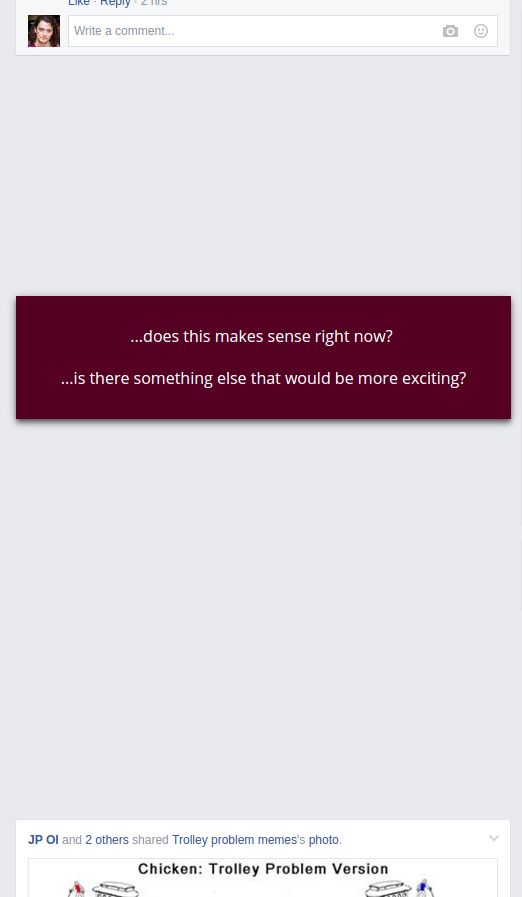 Like · Reply · 2 hrs
Write a comment...
...does this makes sense right now?
...is there something else that would be more exciting?
JP Ol and 2 others shared Trolley problem memes's photo.
Chicken: Trolley Problem Version